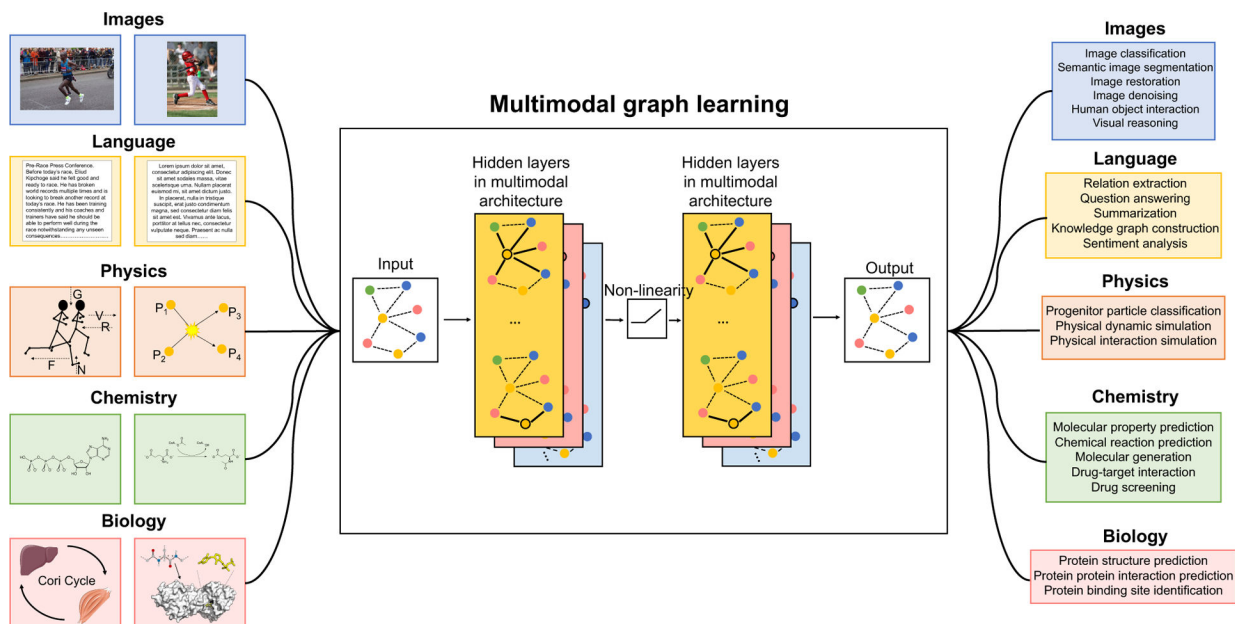 Images
Language
Pre-Race Press Conference.
Before today's race, Eliud
Kipchoge said he felt good and
ready to race. He has broken
world records multiple times and is
looking to break another record at
today's race. He has been training
consistently and his coaches and
trainers have said he should be
able to perform well during the
race notwithstanding any unseen
consequences……………………
Lorem ipsum dolor sit amet,
consectetur adipiscing elit. Donec
sit amet sodales massa, vitae
scelerisque urna. Nullam placerat
euismod mi, sit amet dictum justo.
In placerat, nulla in tristique
suscipit, erat justo condimentum
magna, sed consectetur diam felis
sit amet est. Vivamus ante lacus,
porttitor at tellus nec, consectetur
vulputate neque. Praesent ac nulla
sed diam…….
Physics
G
V
R
F
N
P1
P3
P2
P4
Chemistry
NH2
Biology
Cori Cycle
Multimodal graph learning
Input
Hidden layers
in multimodal
architecture
...
Non-linearity
Hidden layers
in multimodal
architecture
...
Output
Images
Image classification
Semantic image segmentation
Image restoration
Image denoising
Human object interaction
Visual reasoning
Language
Relation extraction
Question answering
Summarization
Knowledge graph construction
Sentiment analysis
Physics
Progenitor particle classification
Physical dynamic simulation
Physical interaction simulation
Chemistry
Molecular property prediction
Chemical reaction prediction
Molecular generation
Drug-target interaction
Drug screening
Biology
Protein structure prediction
Protein protein interaction prediction
Protein binding site identification